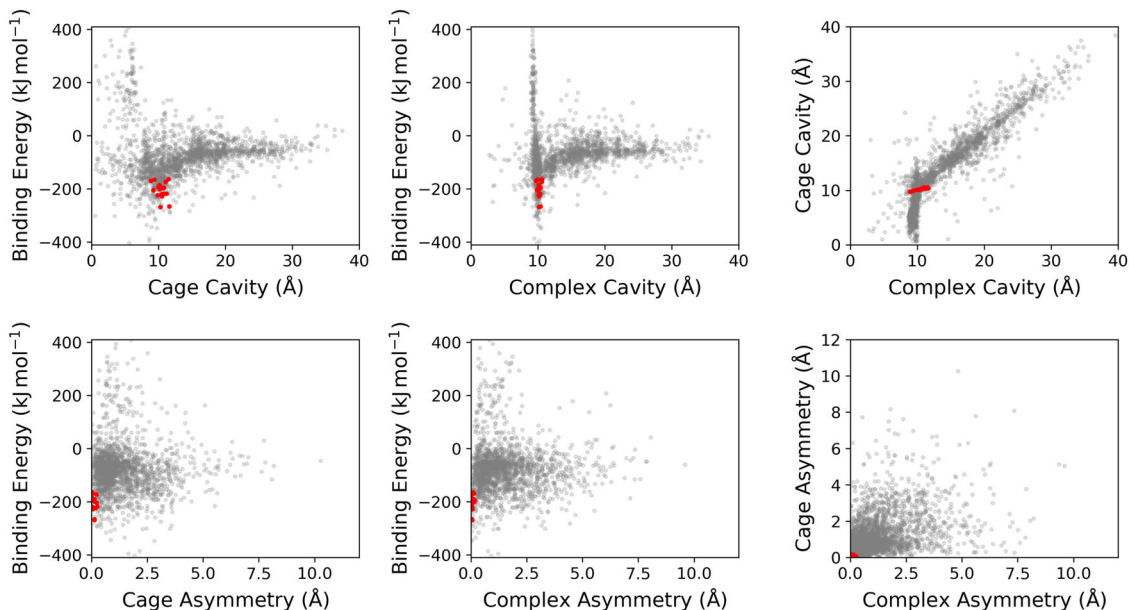 Binding Energy (kJ mol⁻¹)
400
200
0
−200
−400
0 10 20 30 40
Cage Cavity (Å)
Binding Energy (kJ mol⁻¹)
400
200
0
−200
−400
0 10 20 30 40
Complex Cavity (Å)
Cage Cavity (Å)
40
30
20
10
0
0 10 20 30 40
Complex Cavity (Å)
Binding Energy (kJ mol⁻¹)
400
200
0
−200
−400
0.0 2.5 5.0 7.5 10.0
Cage Asymmetry (Å)
Binding Energy (kJ mol⁻¹)
400
200
0
−200
−400
0.0 2.5 5.0 7.5 10.0
Complex Asymmetry (Å)
Cage Asymmetry (Å)
12
10
8
6
4
2
0
0.0 2.5 5.0 7.5 10.0
Complex Asymmetry (Å)